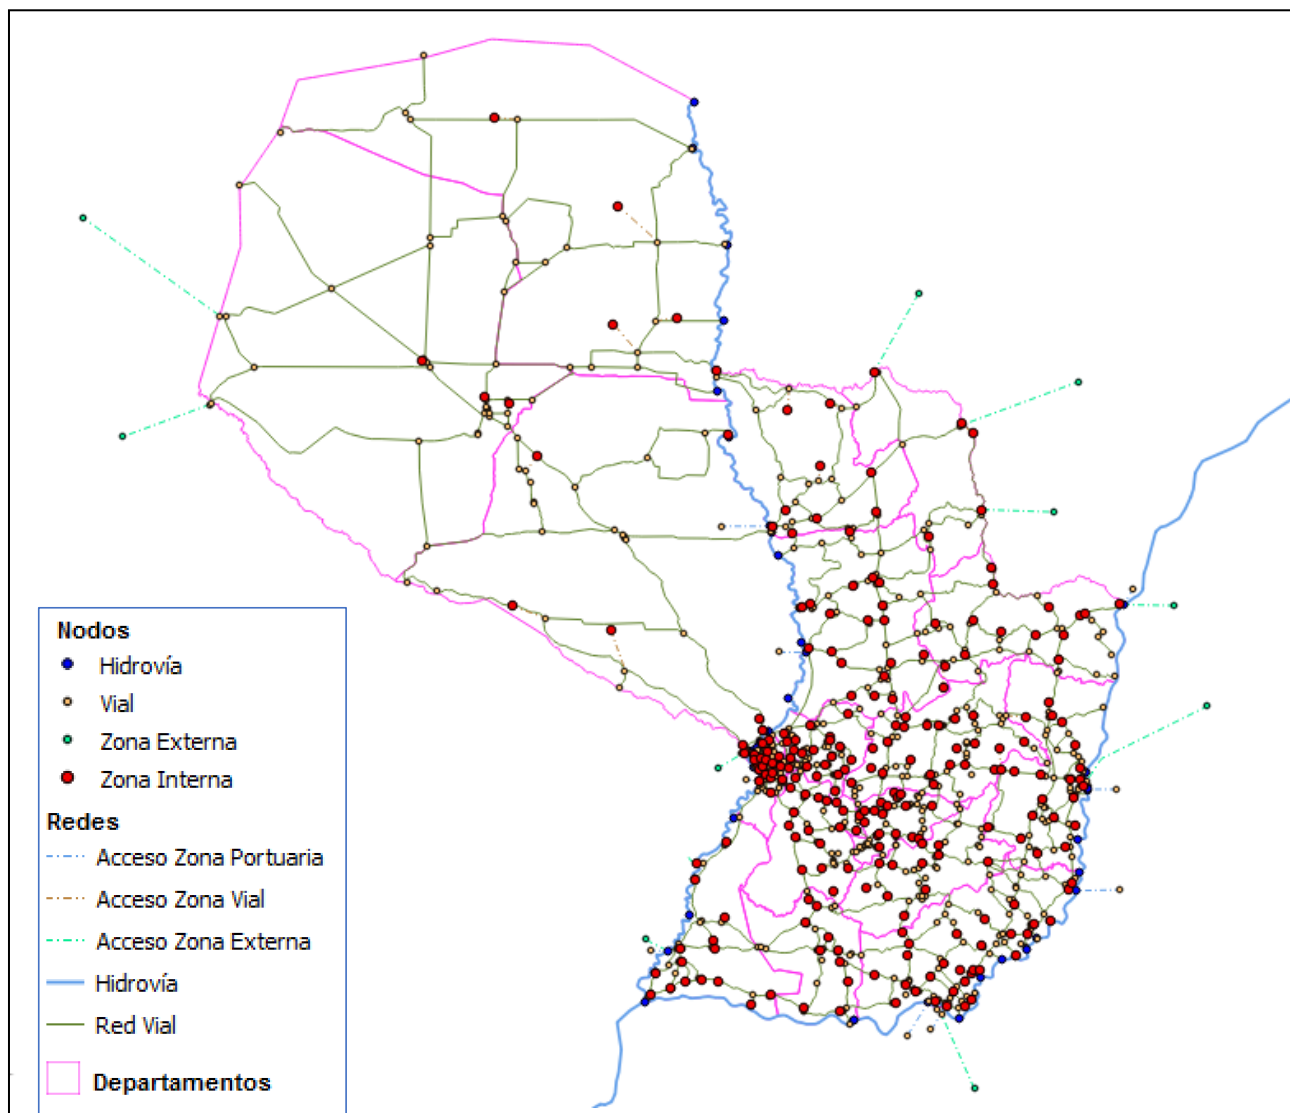 Nodos
Hidrovía
Vial
Zona Externa
Zona Interna
Redes
Acceso Zona Portuaria
Acceso Zona Vial
Acceso Zona Externa
Hidrovía
Red Vial
Departamentos